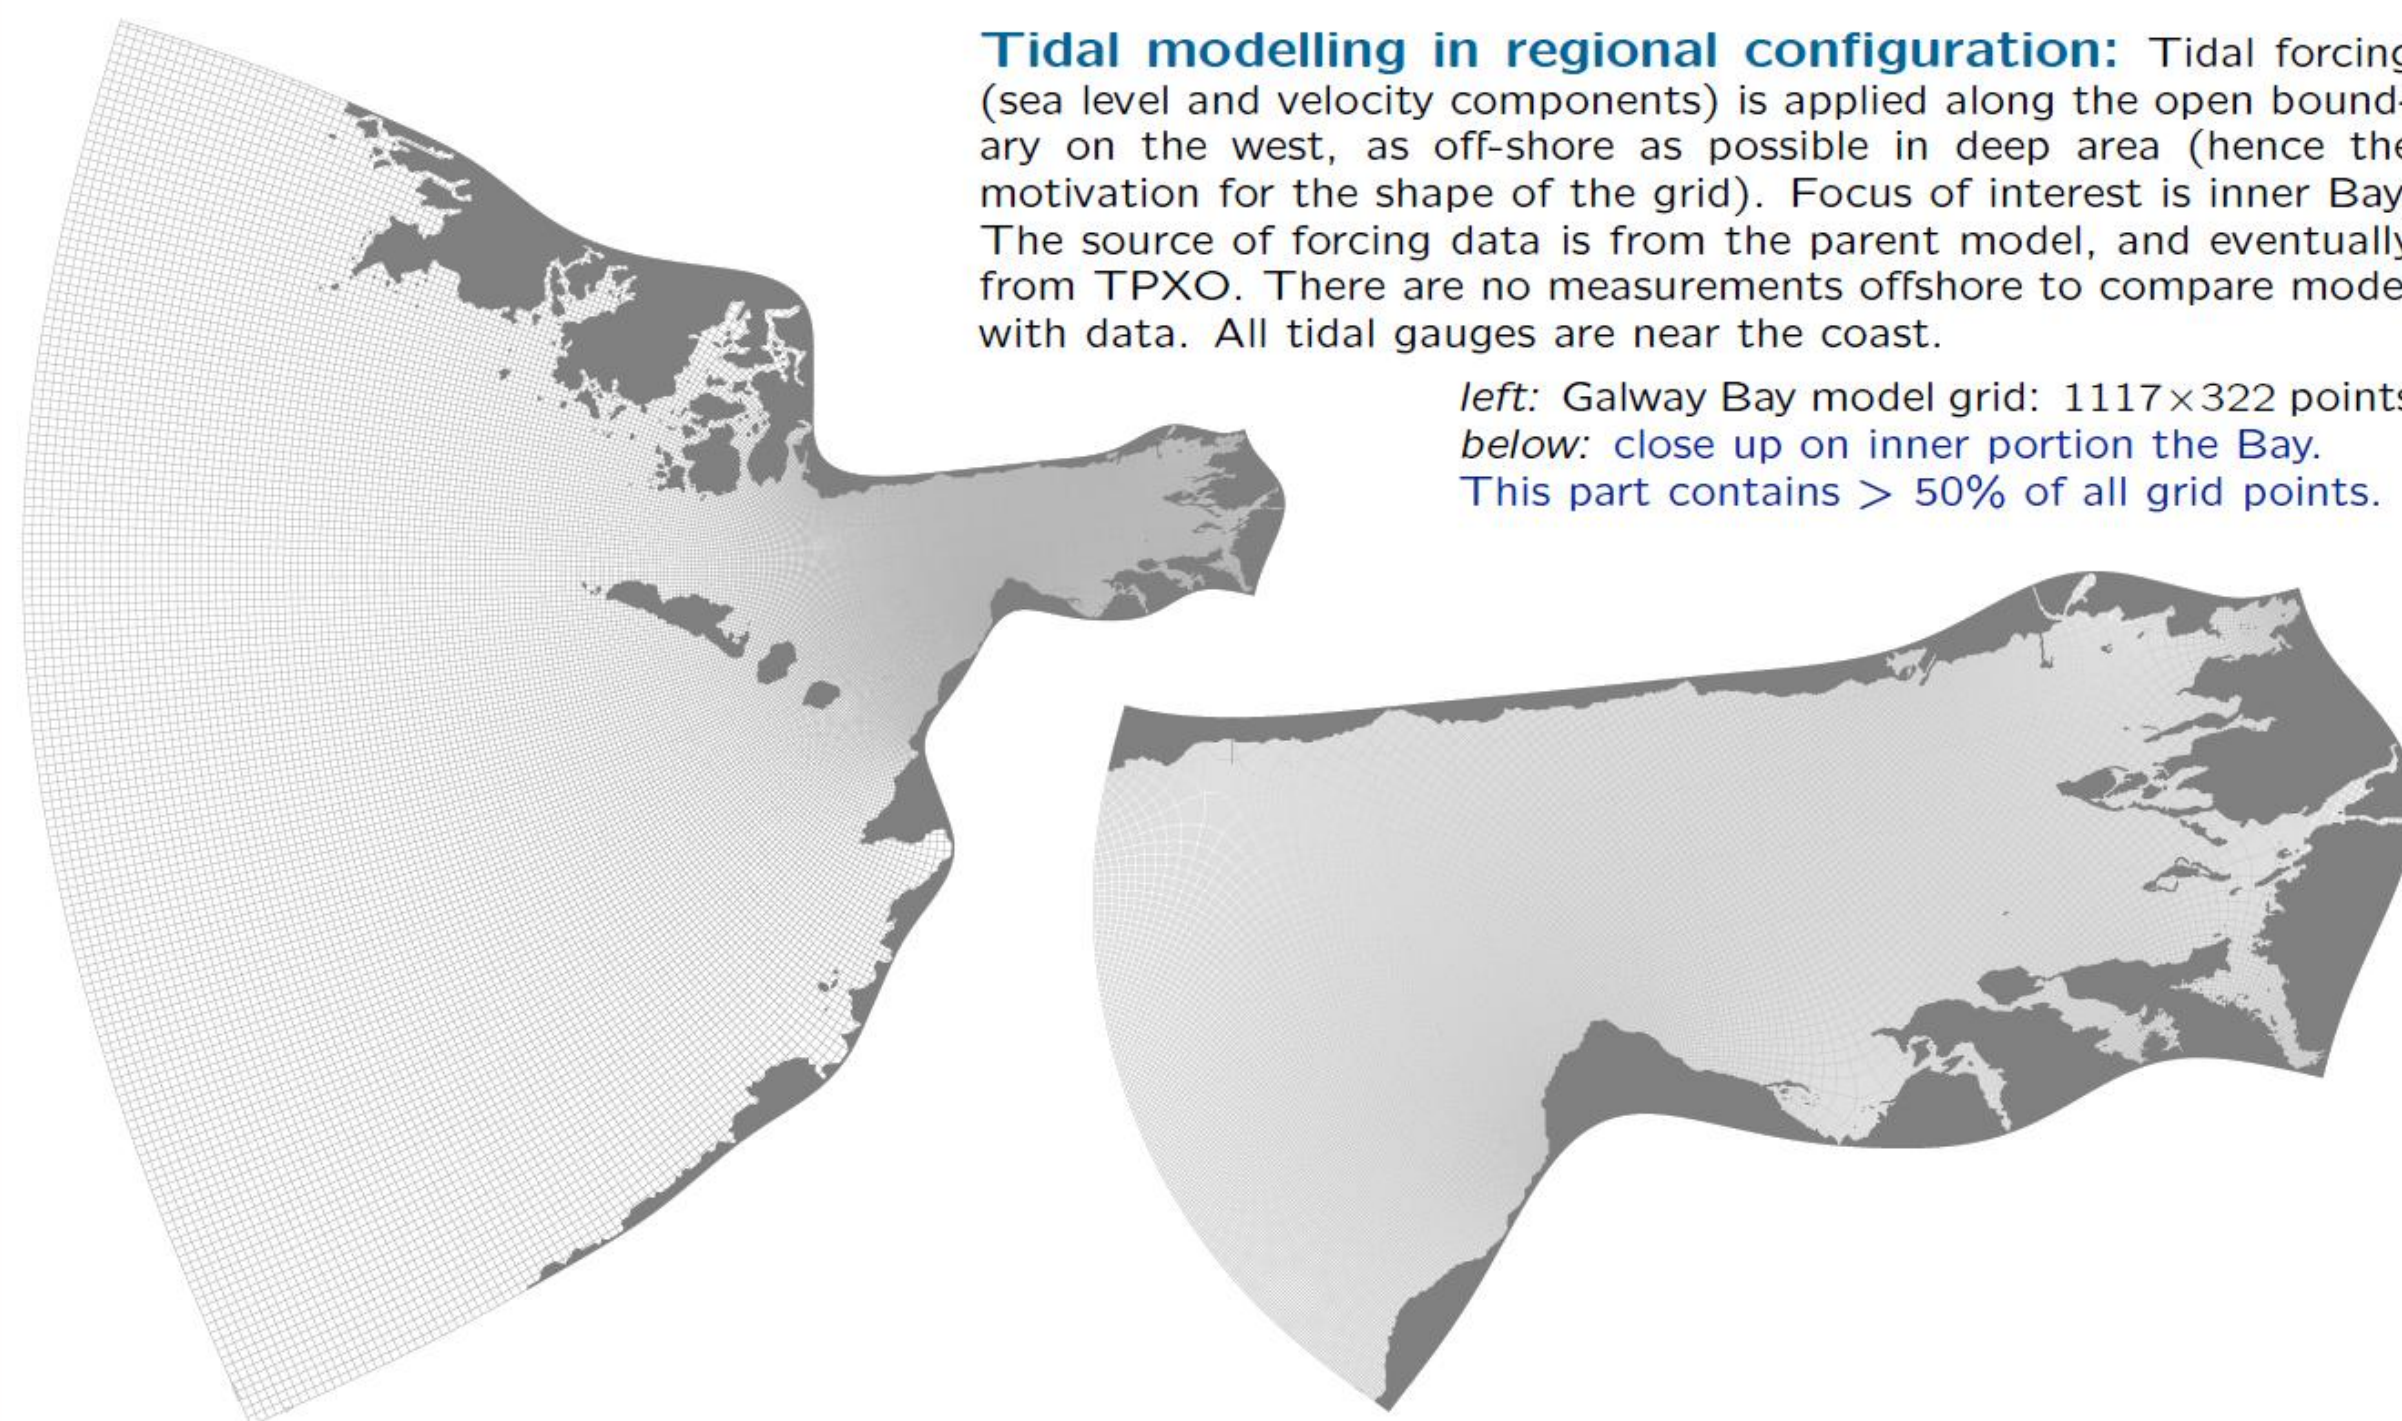 Tidal modelling in regional configuration: Tidal forcing
(sea level and velocity components) is applied along the open bound-
ary on the west, as off-shore as possible in deep area (hence the
motivation for the shape of the grid). Focus of interest is inner Bay
The source of forcing data is from the parent model, and eventually
from TPXO. There are no measurements offshore to compare mode
with data. All tidal gauges are near the coast.
left: Galway Bay model grid: 1117×322 points
below: close up on inner portion the Bay.
This part contains > 50% of all grid points.